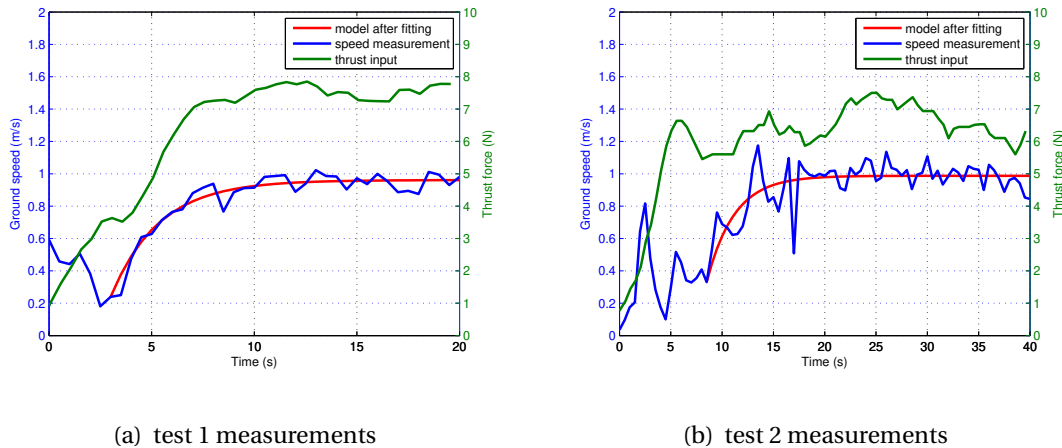 2
1.8
1.6
1.4
1.2
1
0.8
0.6
0.4
0.2
0
Ground speed (m/s)
10
9
8
7
6
5
4
3
2
1
0
Thrust force (N)
model after fitting
speed measurement
thrust input
0 5 10 15 20
Time (s)
(a) test 1 measurements
2
1.8
1.6
1.4
1.2
1
0.8
0.6
0.4
0.2
0
Ground speed (m/s)
10
9
8
7
6
5
4
3
2
1
0
Thrust force (N)
model after fitting
speed measurement
thrust input
0 5 10 15 20 25 30 35 40
Time (s)
(b) test 2 measurements